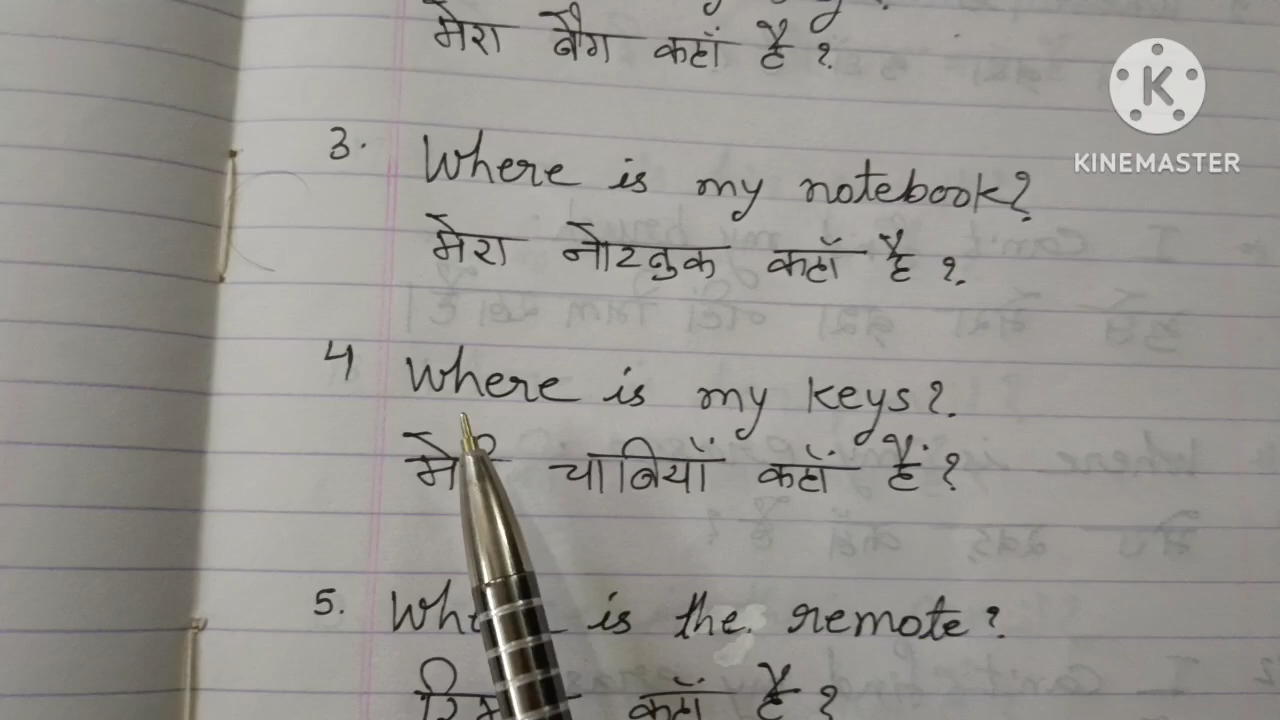 मेरा बैग कहाँ है ?
3. Where is my notebook?
मेरा नोटबुक कहाँ है ?
4 Where is my keys?
चाबियाँ कहाँ हैं ?
5. is the remote?
कहाँ है ?
KINEMASTER